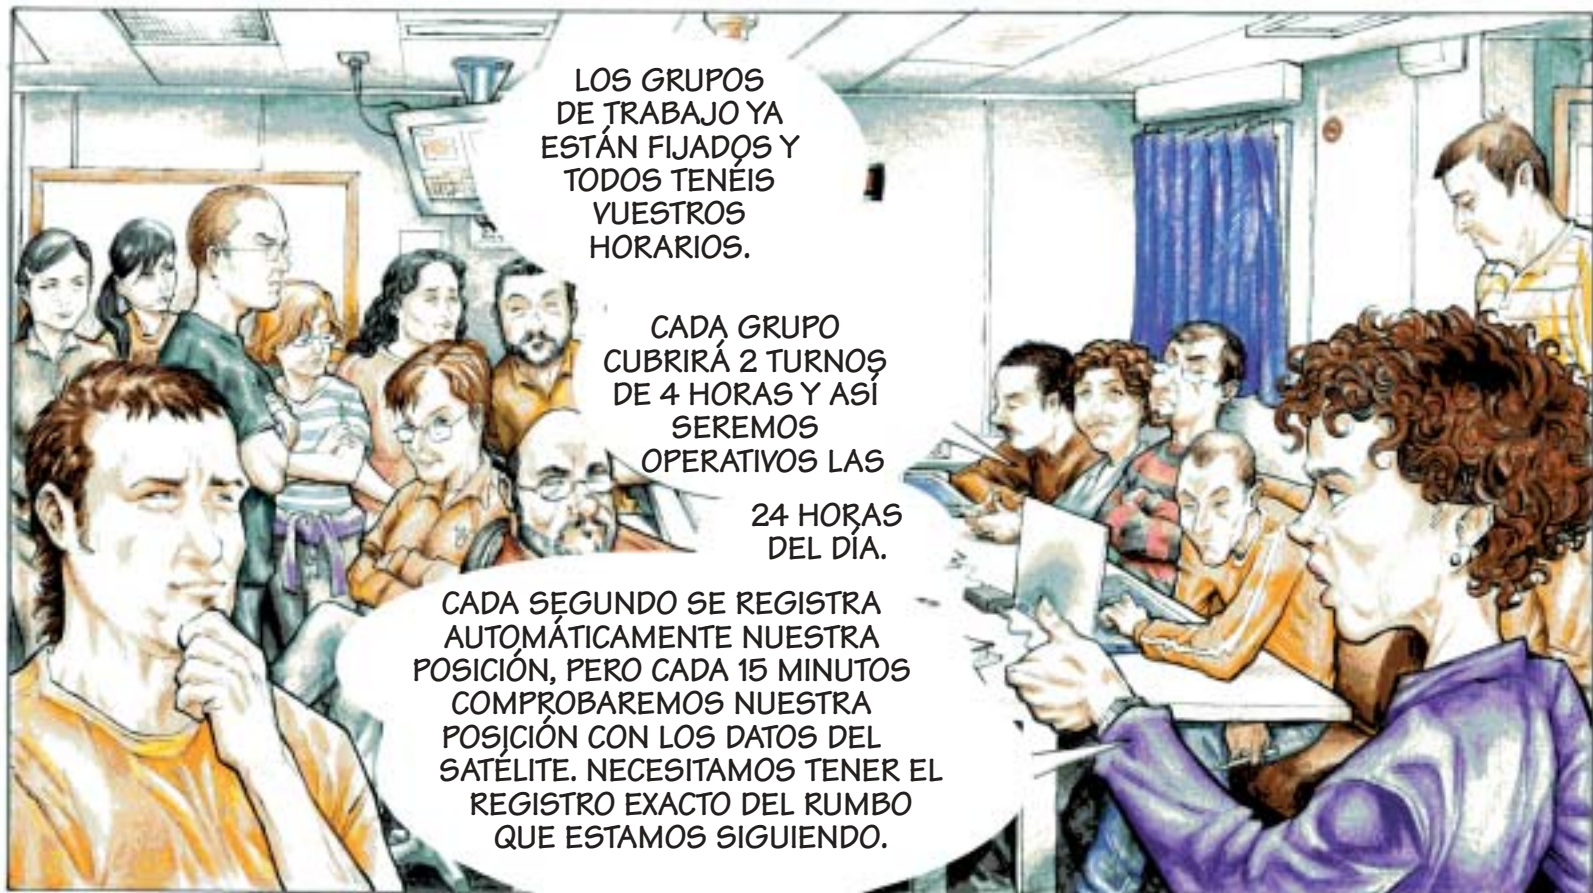 LOS GRUPOS
DE TRABAJO YA
ESTÁN FIJADOS Y
TODOS TENÉIS
VUESTROS
HORARIOS.
CADA GRUPO
CUBRIRÁ 2 TURNOS
DE 4 HORAS Y ASÍ
SEREMOS
OPERATIVOS LAS
24 HORAS
DEL DÍA.
CADA SEGUNDO SE REGISTRA
AUTOMÁTICAMENTE NUESTRA
POSICIÓN, PERO CADA 15 MINUTOS
COMPROBAREMOS NUESTRA
POSICIÓN CON LOS DATOS DEL
SATÉLITE. NECESITAMOS TENER EL
REGISTRO EXACTO DEL RUMBO
QUE ESTAMOS SIGUIENDO.